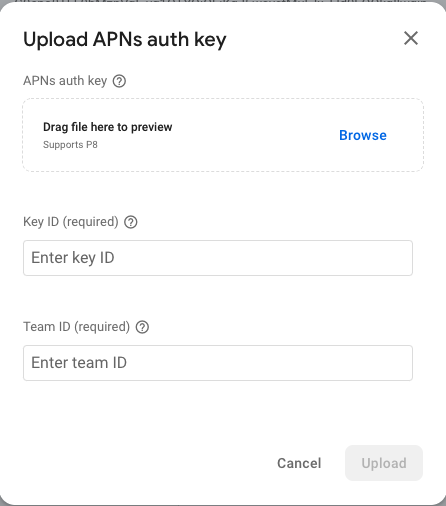 Upload APNs auth key
APNs auth key
Drag file here to preview
Supports P8
Browse
Key ID (required)
Enter key ID
Team ID (required)
Enter team ID
Cancel
Upload